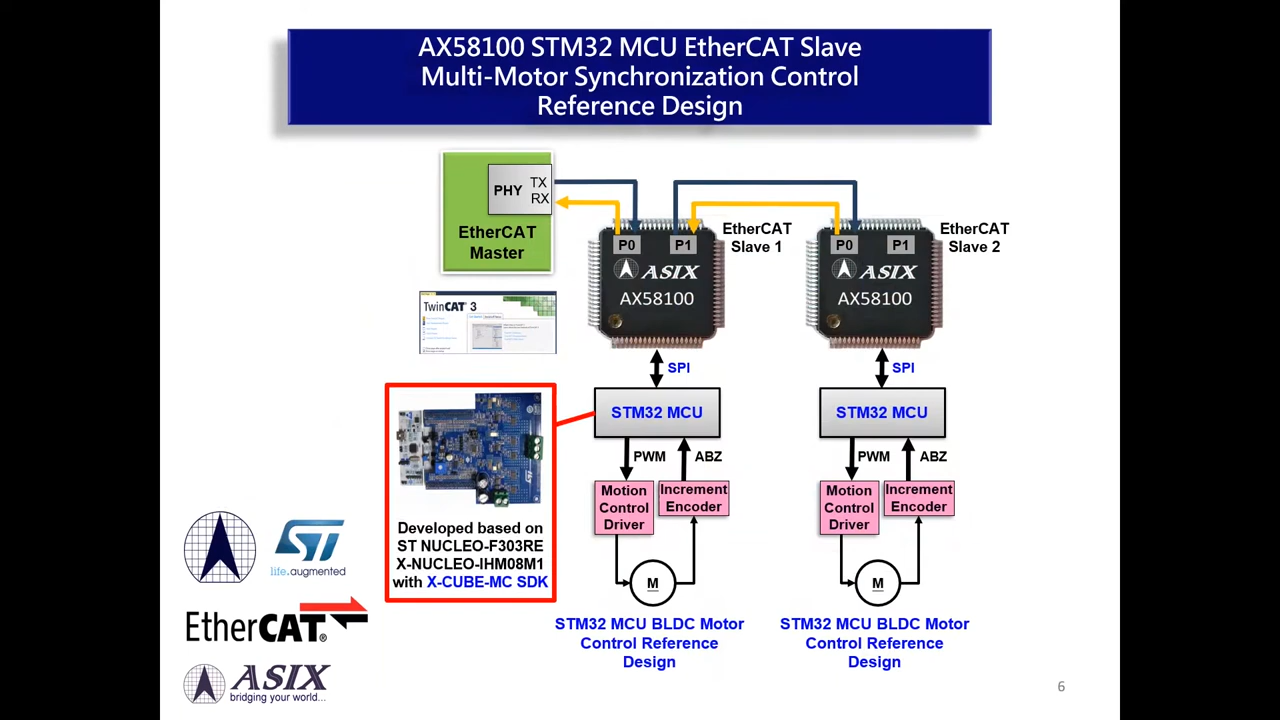 AX58100 STM32 MCU EtherCAT Slave
Multi-Motor Synchronization Control
Reference Design
PHY
TX
RX
EtherCAT
Master
P0
P1
ASIX
AX58100
EtherCAT
Slave 1
P0
P1
ASIX
AX58100
EtherCAT
Slave 2
TwinCAT® 3
SPI
SPI
STM32 MCU
STM32 MCU
PWM
ABZ
PWM
ABZ
Motion
Control
Driver
Increment
Encoder
Motion
Control
Driver
Increment
Encoder
M
M
Developed based on
ST NUCLEO-F303RE
X-NUCLEO-IHM08M1
with X-CUBE-MC SDK
STM32 MCU BLDC Motor
Control Reference
Design
STM32 MCU BLDC Motor
Control Reference
Design
ST
life.augmented
EtherCAT®
ASIX
bridging your world...
6